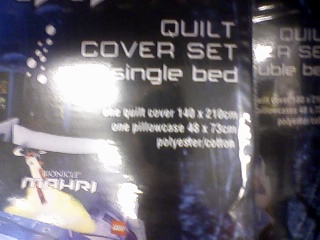 QUILT
COVER SET
single bed
one quilt cover 140 x 210cm
one pillowcase 48 x 73cm
polyester/cotton
BIONICLE
MAHRI
LEGO